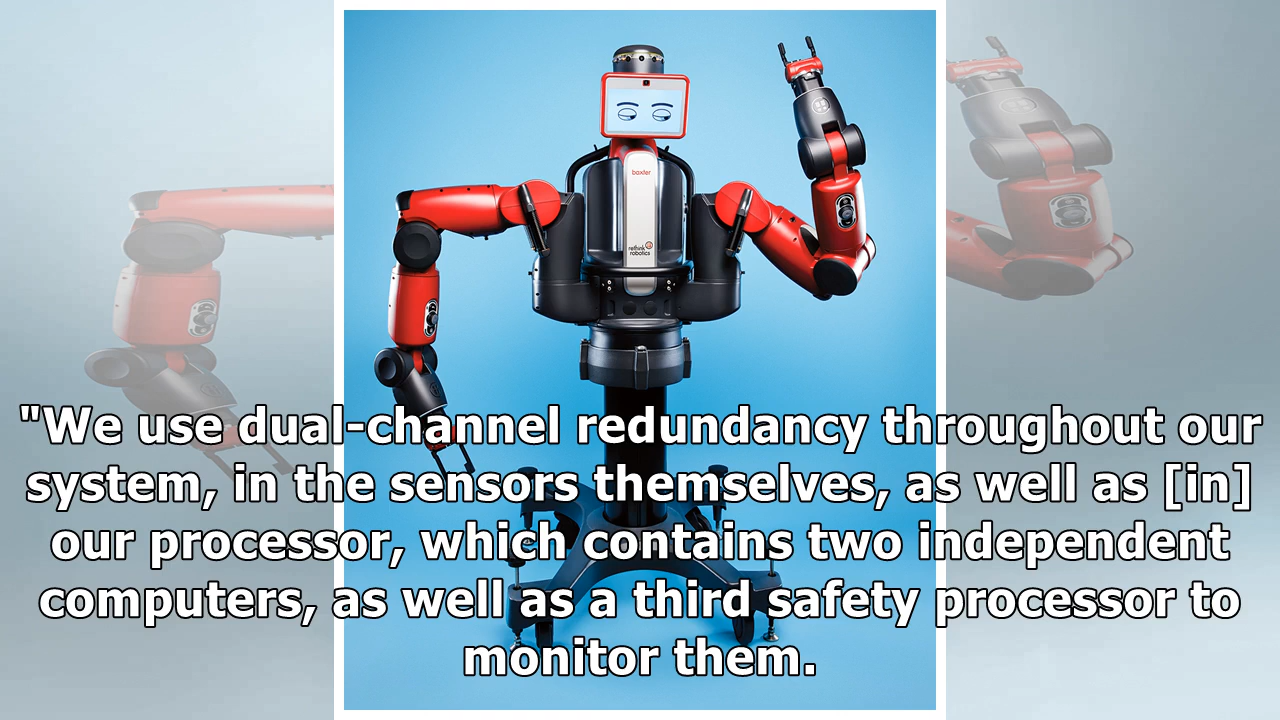 baxter
rethink
robotics
"We use dual-channel redundancy throughout our
system, in the sensors themselves, as well as [in]
our processor, which contains two independent
computers, as well as a third safety processor to
monitor them.